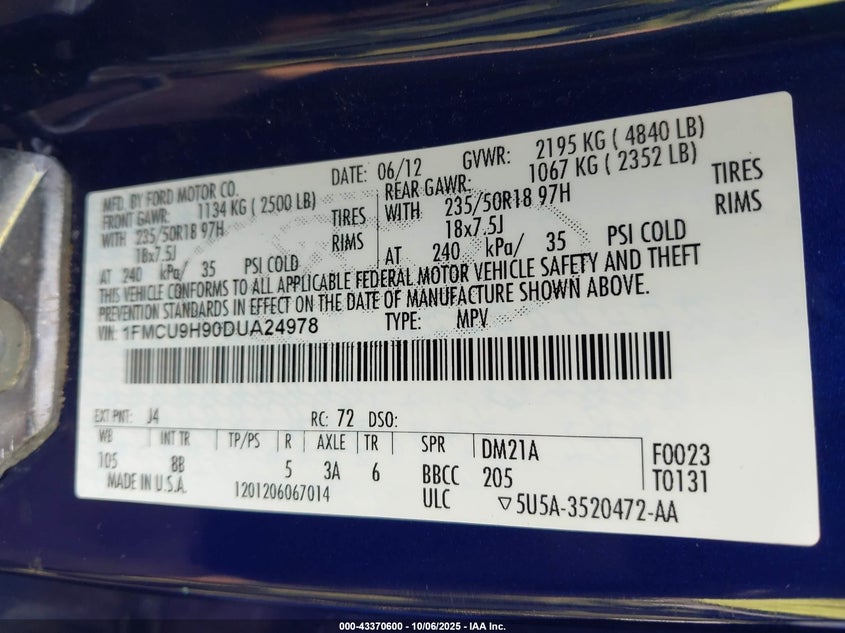 MFD. BY FORD MOTOR CO.
DATE: 06/12
GVWR: 2195 KG ( 4840 LB)
FRONT GAWR: 1134 KG ( 2500 LB)
REAR GAWR: 1067 KG ( 2352 LB)
WITH 235/50R18 97H TIRES
WITH 235/50R18 97H TIRES
18x7.5J RIMS
18x7.5J RIMS
AT 240 kPa/ 35 PSI COLD
AT 240 kPa/ 35 PSI COLD
THIS VEHICLE CONFORMS TO ALL APPLICABLE FEDERAL MOTOR VEHICLE SAFETY AND THEFT
PREVENTION STANDARDS IN EFFECT ON THE DATE OF MANUFACTURE SHOWN ABOVE.
VIN: 1FMCU9H90DUA24978 TYPE: MPV
EXT PNT: J4 RC: 72 DSO:
WB INT TR TP/PS R AXLE TR SPR DM21A F0023
105 8B 5 3A 6 BBCC 205 T0131
MADE IN U.S.A. 1201206067014 ULC ▽5U5A-3520472-AA
000-43370600 - 10/06/2025 - IAA Inc.